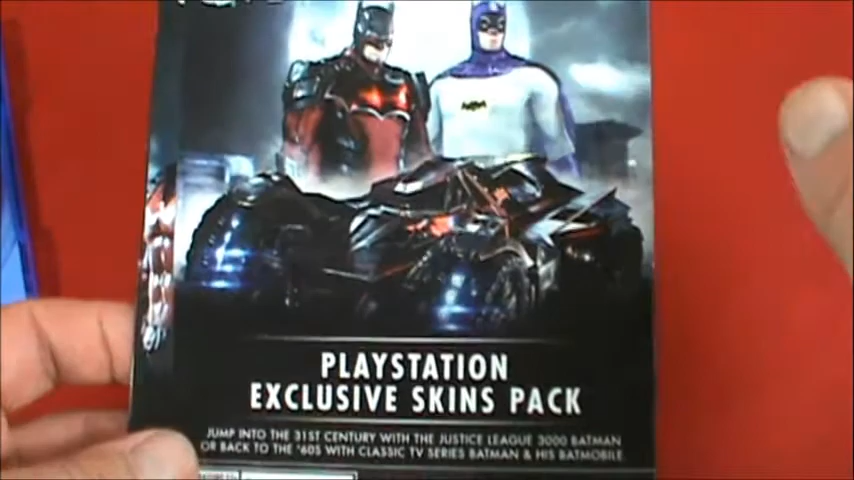 PLAYSTATION
EXCLUSIVE SKINS PACK
JUMP INTO THE 31ST CENTURY WITH THE JUSTICE LEAGUE 3000 BATMAN
OR BACK TO THE '60S WITH CLASSIC TV SERIES BATMAN & HIS BATMOBILE